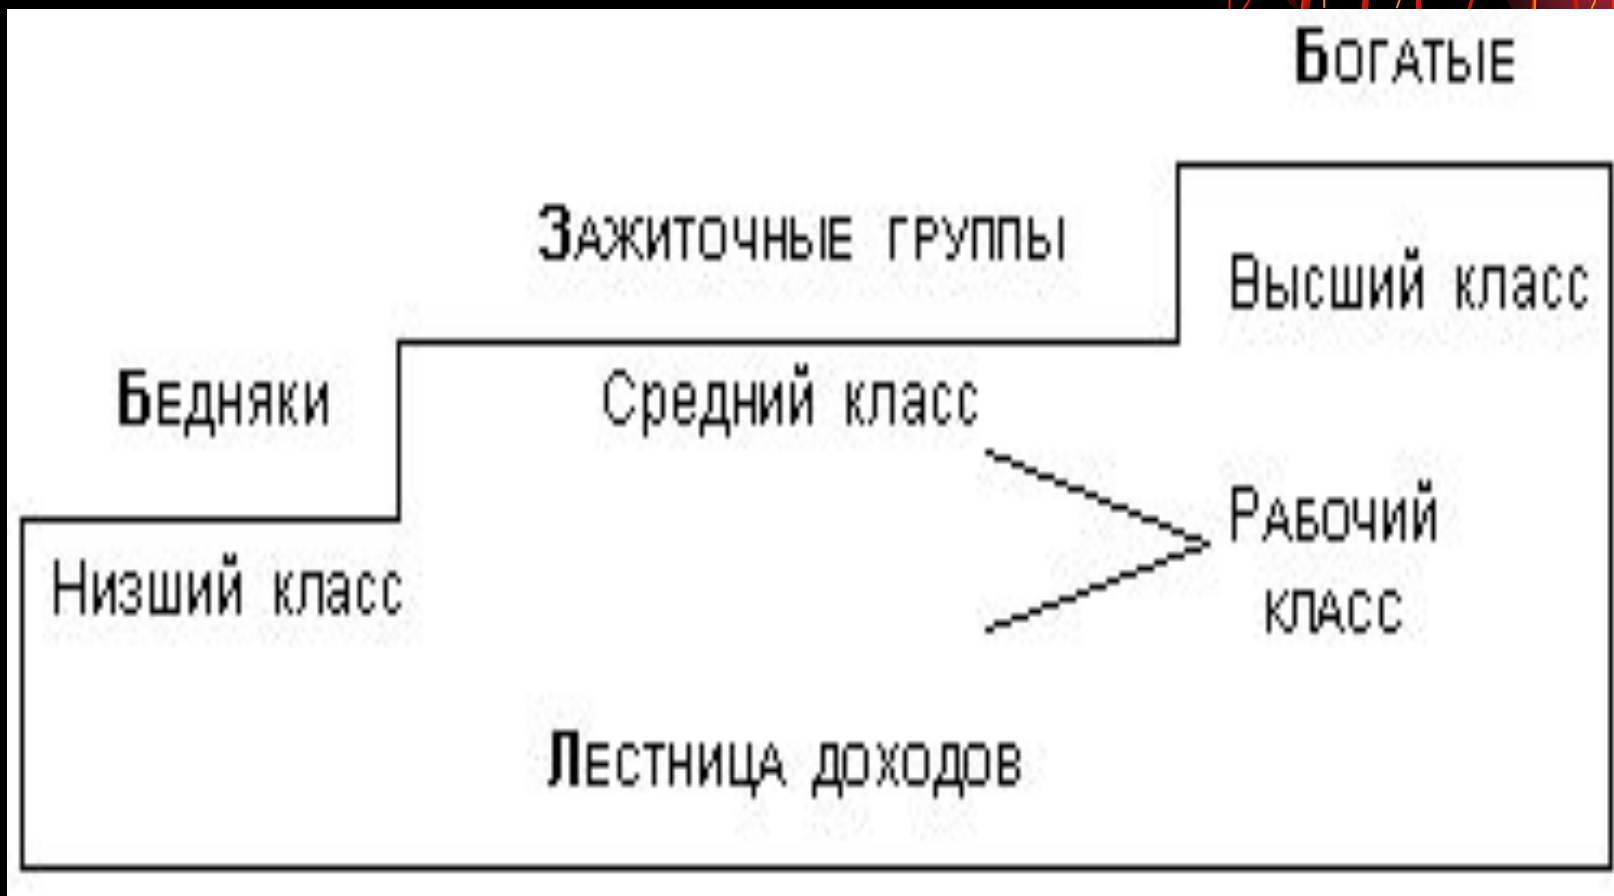 Богатые
Зажиточные группы
Высший класс
Бедняки
Средний класс
Рабочий
класс
Низший класс
Лестница доходов